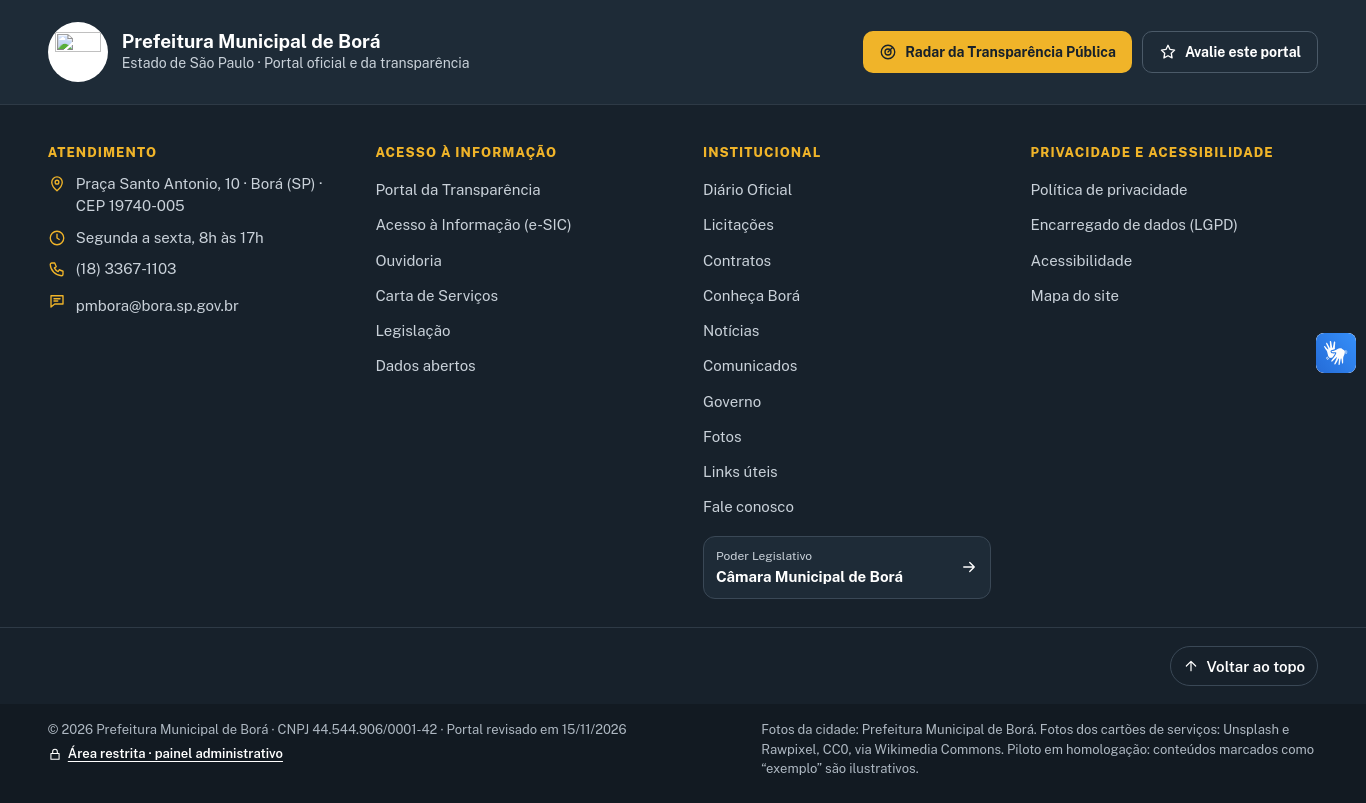 Prefeitura Municipal de Borá
Estado de São Paulo · Portal oficial e da transparência
Radar da Transparência Pública
Avalie este portal
ATENDIMENTO
Praça Santo Antonio, 10 · Borá (SP) ·
CEP 19740-005
Segunda a sexta, 8h às 17h
(18) 3367-1103
pmbora@bora.sp.gov.br
ACESSO À INFORMAÇÃO
Portal da Transparência
Acesso à Informação (e-SIC)
Ouvidoria
Carta de Serviços
Legislação
Dados abertos
INSTITUCIONAL
Diário Oficial
Licitações
Contratos
Conheça Borá
Notícias
Comunicados
Governo
Fotos
Links úteis
Fale conosco
Poder Legislativo
Câmara Municipal de Borá
PRIVACIDADE E ACESSIBILIDADE
Política de privacidade
Encarregado de dados (LGPD)
Acessibilidade
Mapa do site
Voltar ao topo
© 2026 Prefeitura Municipal de Borá · CNPJ 44.544.906/0001-42 · Portal revisado em 15/11/2026
Área restrita · painel administrativo
Fotos da cidade: Prefeitura Municipal de Borá. Fotos dos cartões de serviços: Unsplash e
Rawpixel, CC0, via Wikimedia Commons. Piloto em homologação: conteúdos marcados como
“exemplo” são ilustrativos.